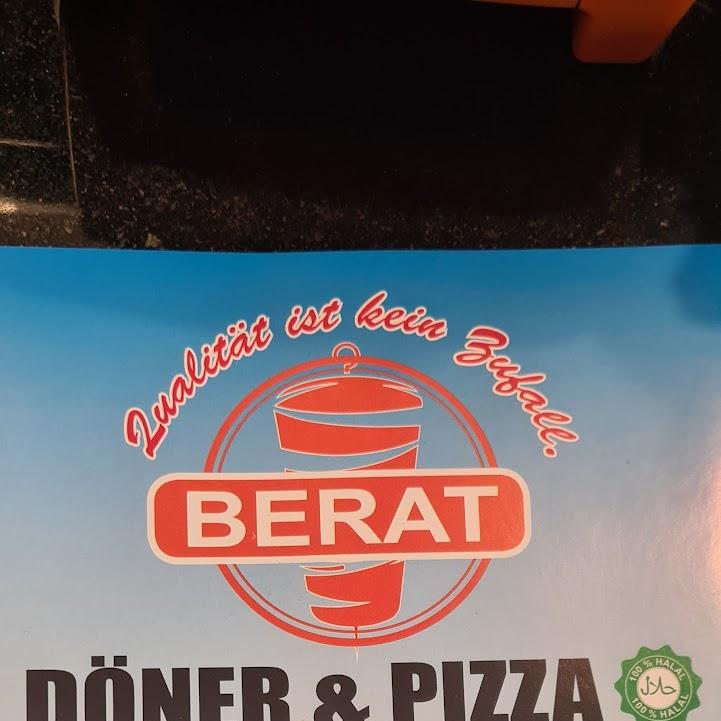 Qualität ist kein Zufall.
BERAT
DÖNER & PIZZA
100 % HALAL
حلال
100 % HALAL